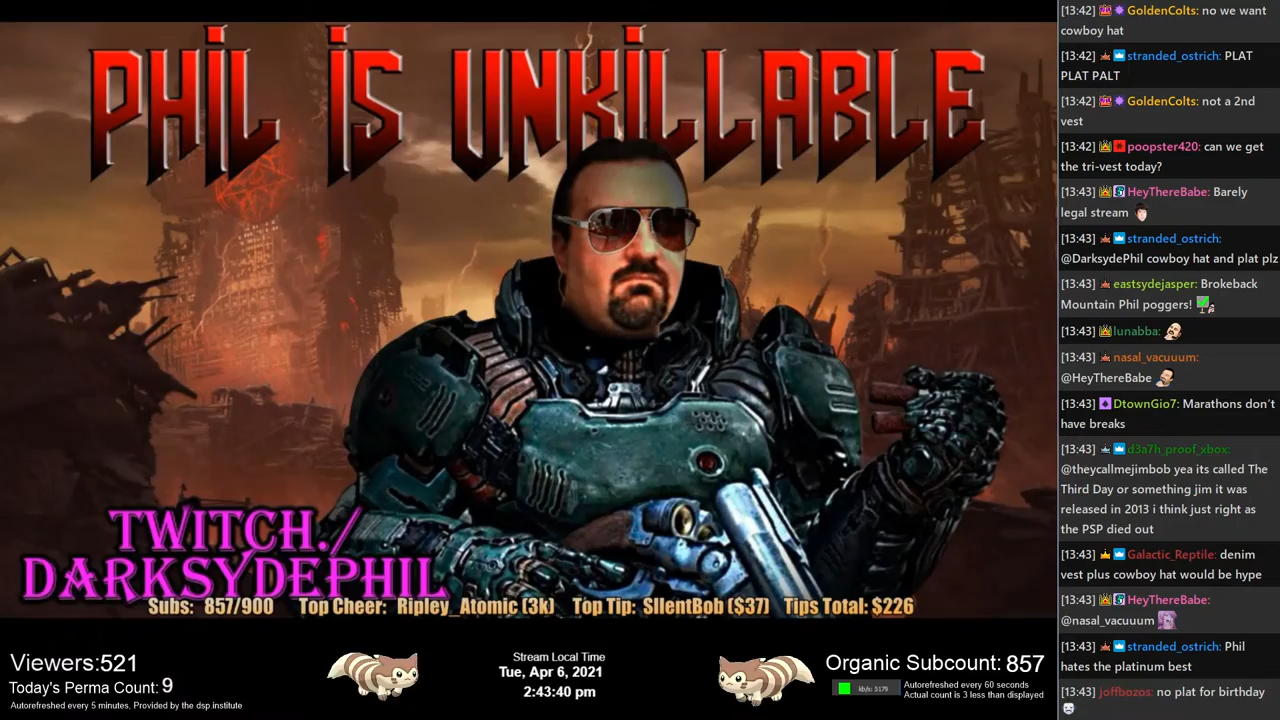 PHIL IS UNKILLABLE
TWITCH./
DARKSYDEPHIL
Subs: 857/900 Top Cheer: Ripley_Atomic (3k) Top Tip: SIlentBob ($37) Tips Total: $226
Viewers:521
Today's Perma Count: 9
Autorefreshed every 5 minutes, Provided by the dsp.institute
Stream Local Time
Tue, Apr 6, 2021
2:43:40 pm
Organic Subcount: 857
kb/s: 5179
Autorefreshed every 60 seconds
Actual count is 3 less than displayed
[13:42] GoldenColts: no we want
cowboy hat
[13:42] stranded_ostrich: PLAT
PLAT PALT
[13:42] GoldenColts: not a 2nd
vest
[13:42] poopster420: can we get
the tri-vest today?
[13:43] HeyThereBabe: Barely
legal stream
[13:43] stranded_ostrich:
@DarksydePhil cowboy hat and plat plz
[13:43] eastsydejasper: Brokeback
Mountain Phil poggers!
[13:43] lunabba:
[13:43] nasal_vacuuum:
@HeyThereBabe
[13:43] DtownGio7: Marathons don't
have breaks
[13:43] d3a7h_proof_xbox:
@theycallmejimbob yea its called The
Third Day or something jim it was
released in 2013 i think just right as
the PSP died out
[13:43] Galactic_Reptile: denim
vest plus cowboy hat would be hype
[13:43] HeyThereBabe:
@nasal_vacuuum
[13:43] stranded_ostrich: Phil
hates the platinum best
[13:43] joffbozos: no plat for birthday